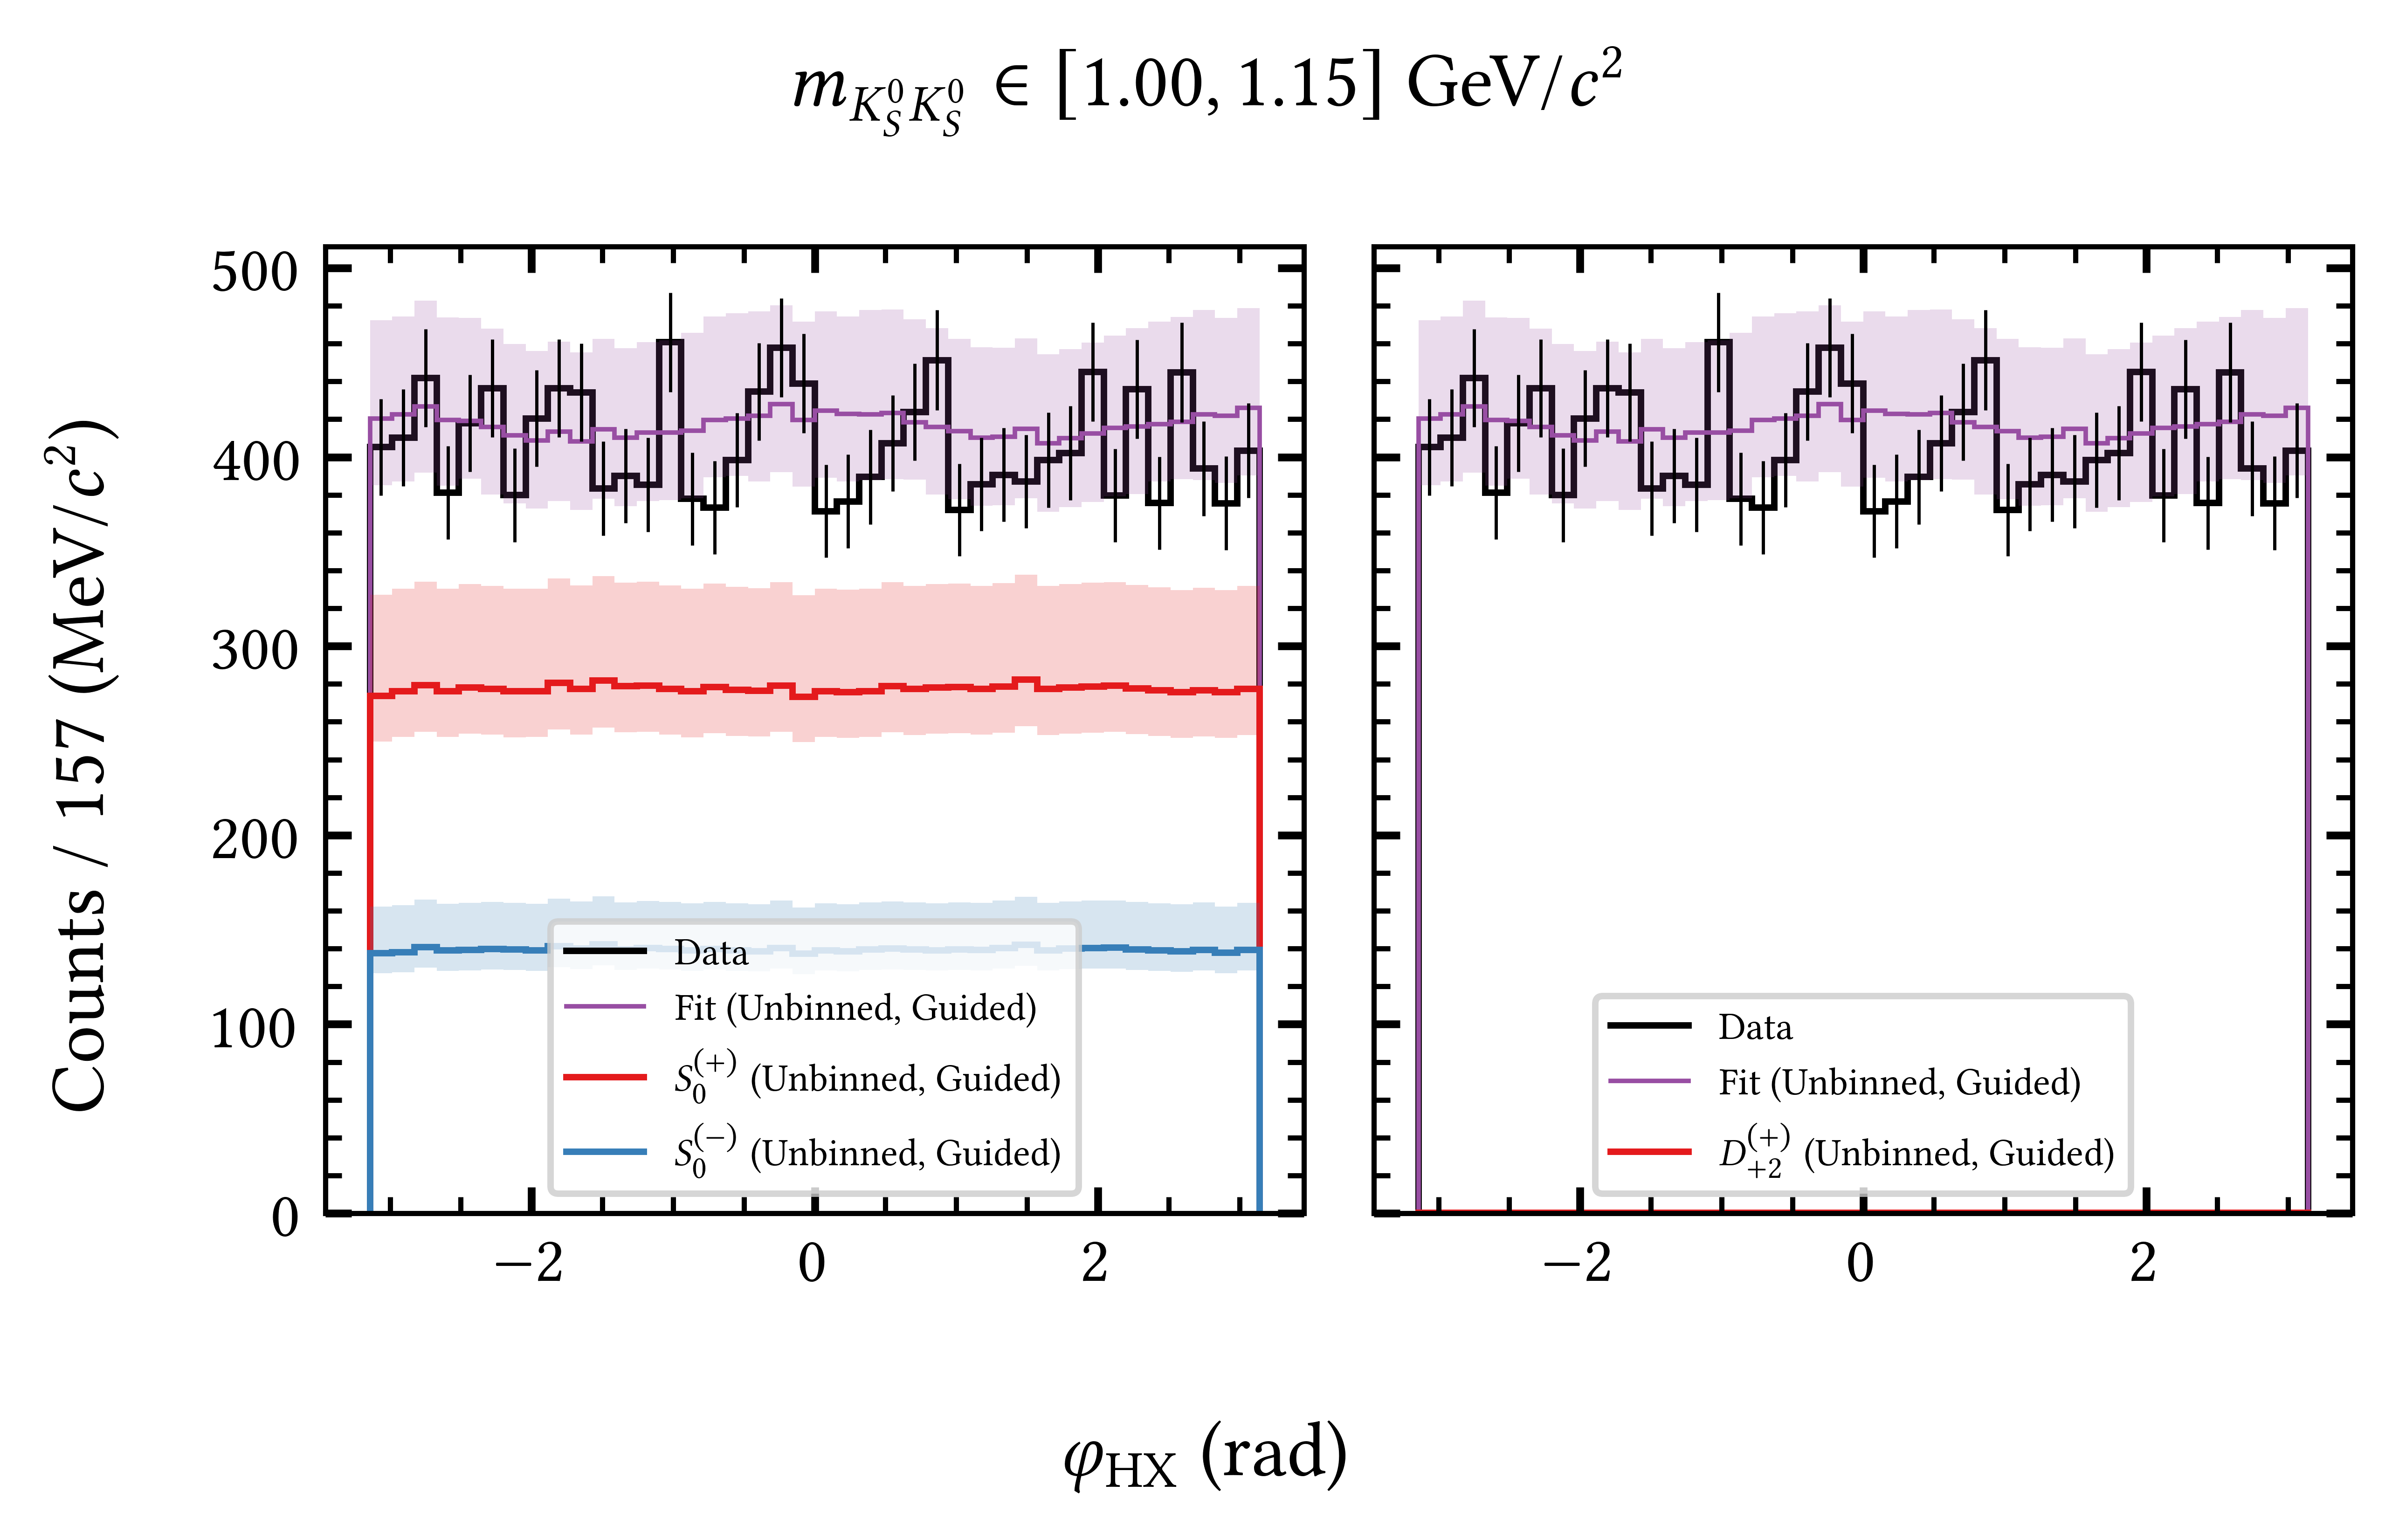 m_{K_S^0 K_S^0} ∈ [1.00, 1.15] GeV/c²
Counts / 157 (MeV/c²)
500
400
300
200
100
0
−2
0
2
Data
Fit (Unbinned, Guided)
S_0^{(+)} (Unbinned, Guided)
S_0^{(−)} (Unbinned, Guided)
−2
0
2
Data
Fit (Unbinned, Guided)
D_{+2}^{(+)} (Unbinned, Guided)
φ_{HX} (rad)